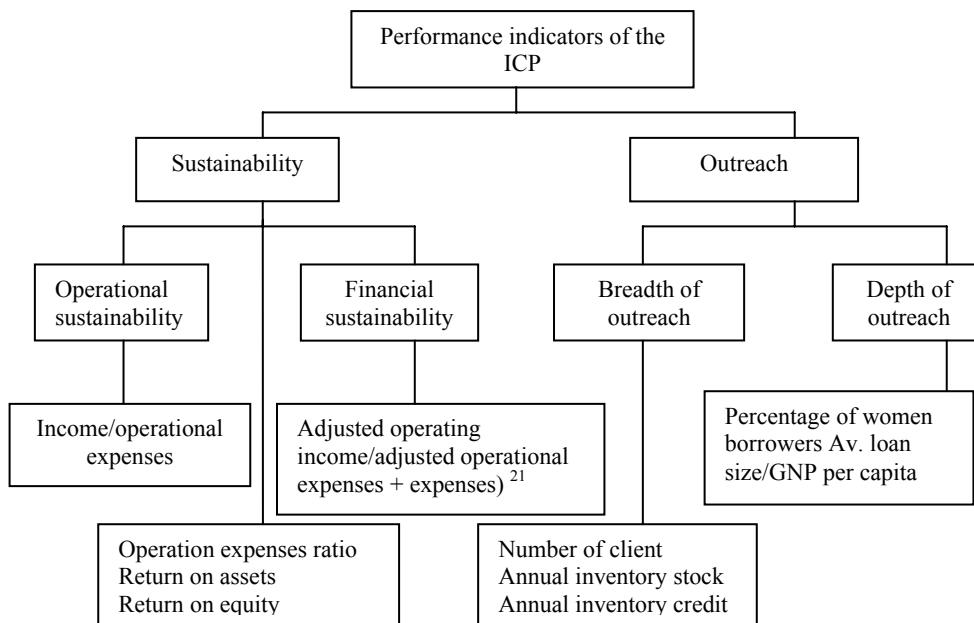 Performance indicators of the
ICP
Sustainability
Outreach
Operational
sustainability
Financial
sustainability
Breadth of
outreach
Depth of
outreach
Income/operational
expenses
Adjusted operating
income/adjusted operational
expenses + expenses) 21
Percentage of women
borrowers Av. loan
size/GNP per capita
Operation expenses ratio
Return on assets
Return on equity
Number of client
Annual inventory stock
Annual inventory credit